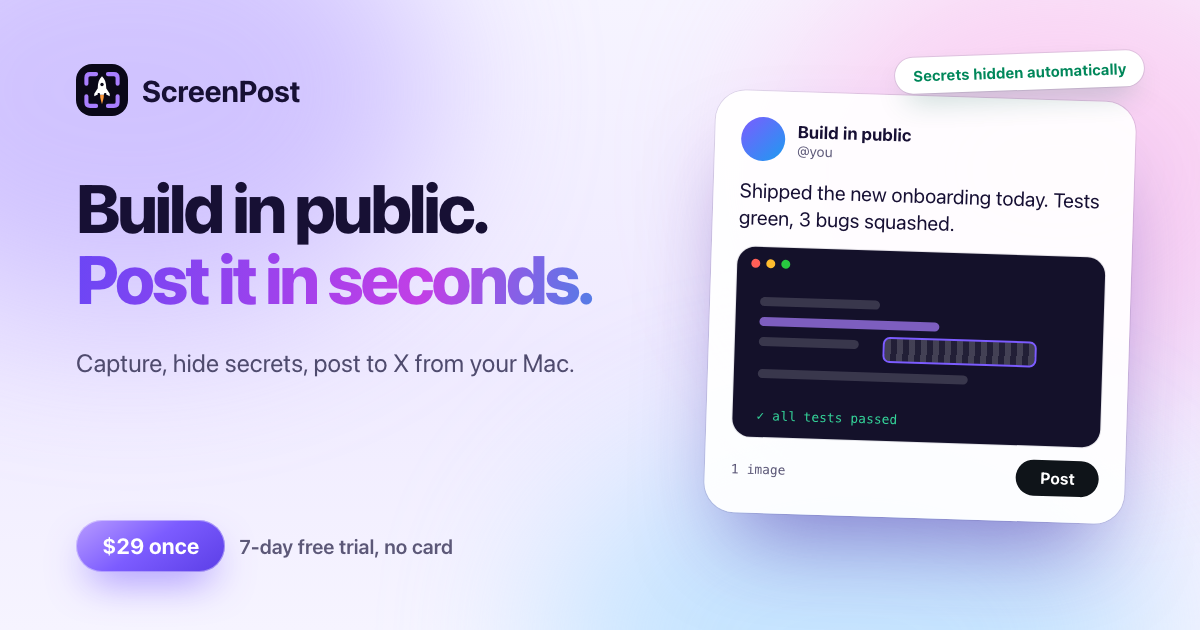 ScreenPost
Build in public.
Post it in seconds.
Capture, hide secrets, post to X from your Mac.
$29 once
7-day free trial, no card
Secrets hidden automatically
Build in public
@you
Shipped the new onboarding today. Tests
green, 3 bugs squashed.
✓ all tests passed
1 image
Post